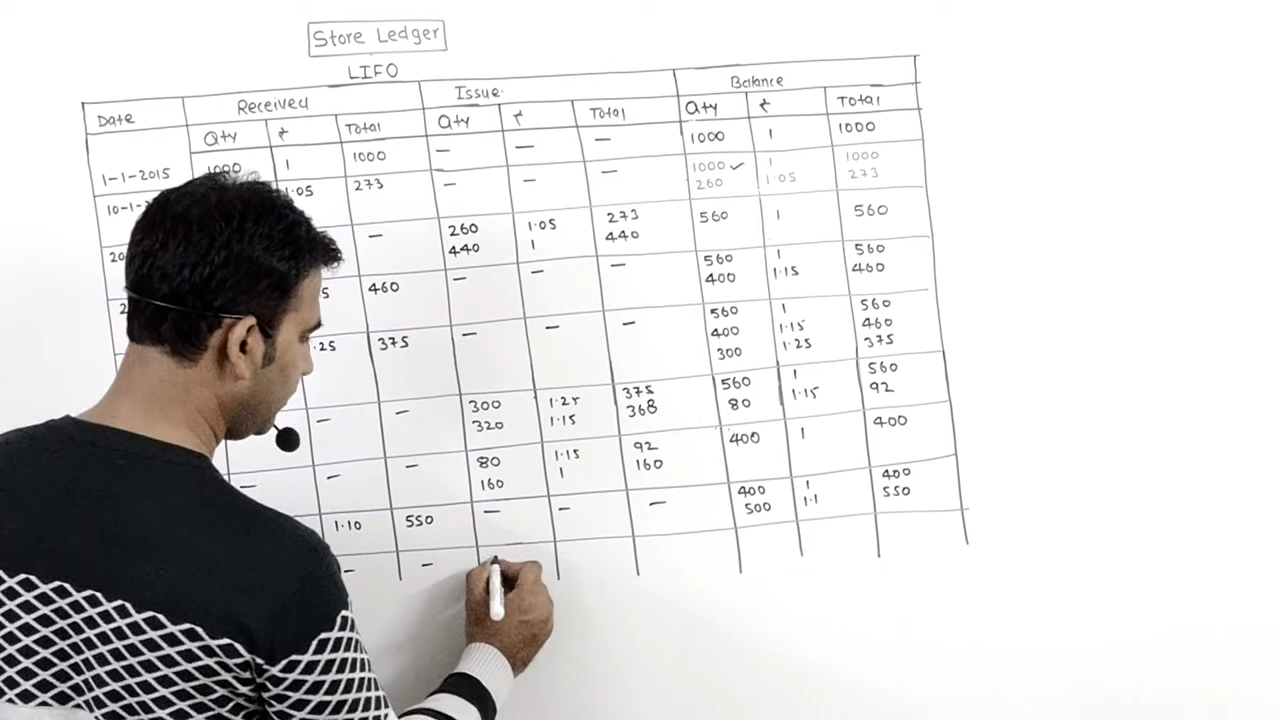 Store Ledger
LIFO
Date Received Issue Balance
Qty ₹ Total Qty ₹ Total Qty ₹ Total
1-1-2015 1000 1 1000 — — — 1000 1 1000
10-1- 1.05 273 — — — 1000 ✓ 1 1000
260 1.05 273
20 — 260 1.05 273 560 1 560
440 1 440
2 5 460 — — — 560 1 560
400 1.15 460
.25 375 — — — 560 1 560
400 1.15 460
300 1.25 375
— — 300 1.25 375 560 1 560
320 1.15 368 80 1.15 92
— — — 80 1.15 92 400 1 400
160 1 160
1.10 550 — — — 400 1 400
500 1.1 550
— —